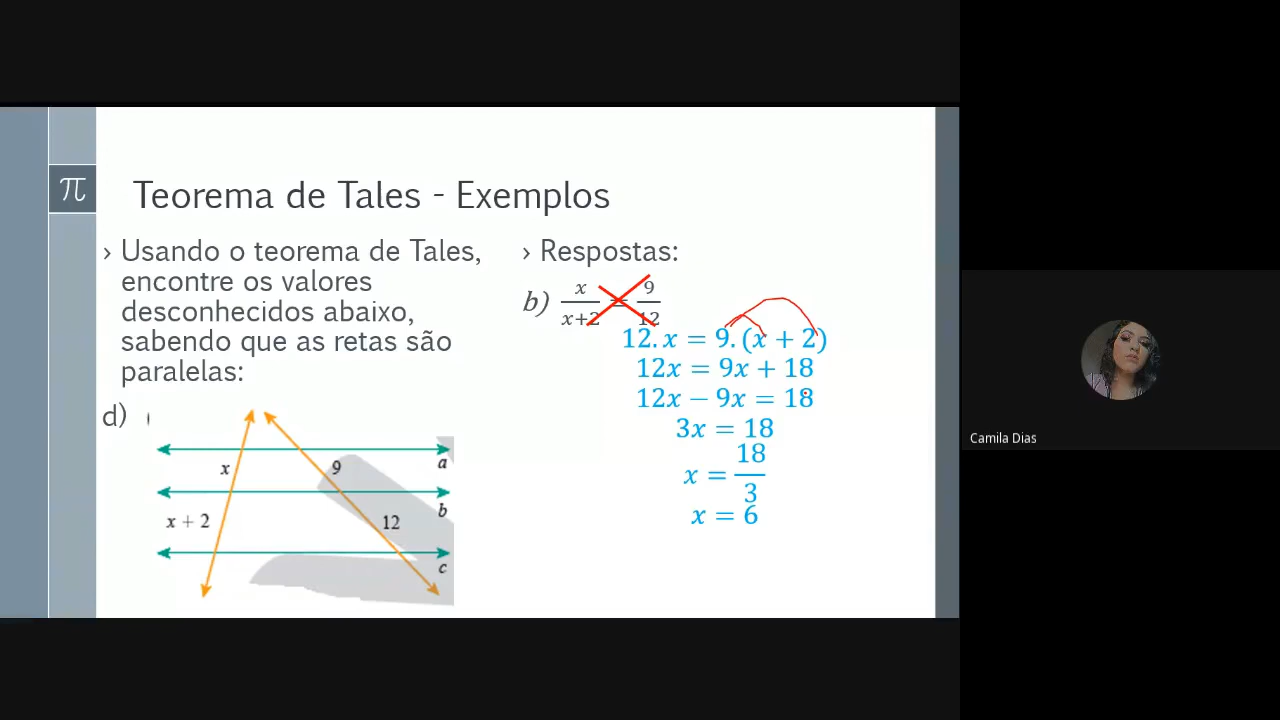 π
Teorema de Tales - Exemplos
› Usando o teorema de Tales,
encontre os valores
desconhecidos abaixo,
sabendo que as retas são
paralelas:
d)
x
9
a
x + 2
12
b
c
› Respostas:
b) x/x+2 = 9/12
12. x = 9. (x + 2)
12x = 9x + 18
12x − 9x = 18
3x = 18
x = 18/3
x = 6
Camila Dias